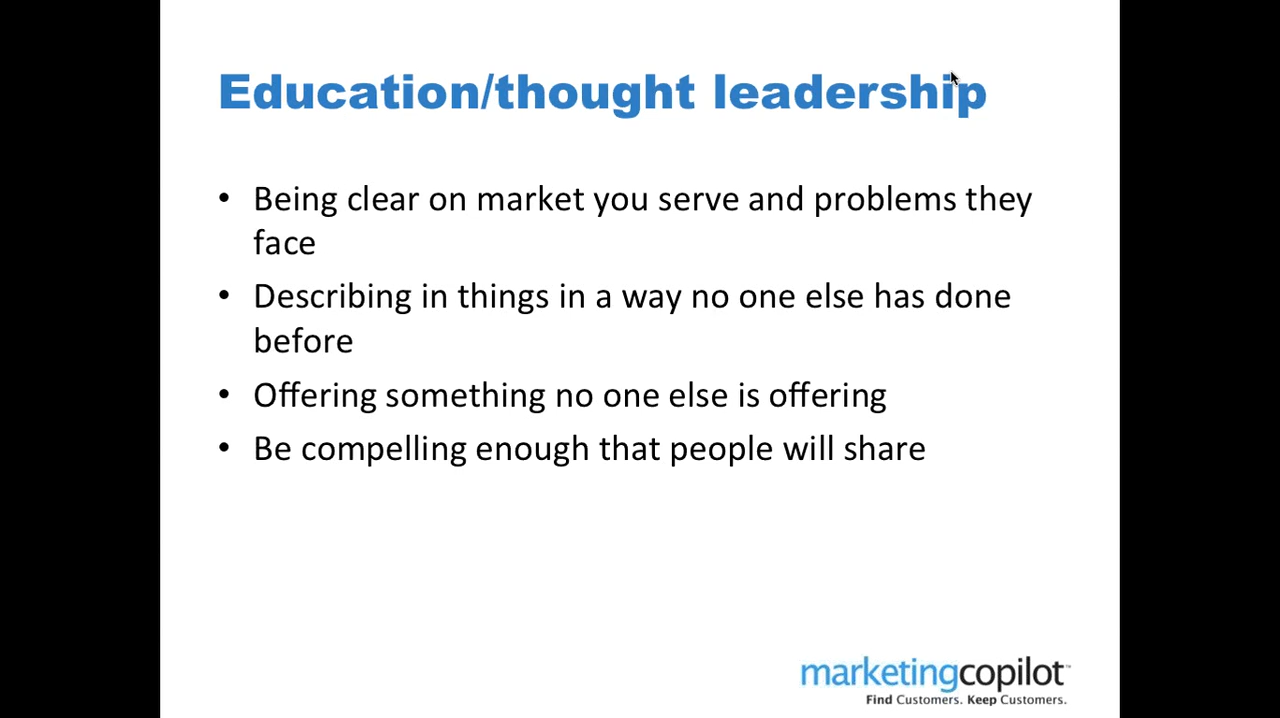 Education/thought leadership
• Being clear on market you serve and problems they
face
• Describing in things in a way no one else has done
before
• Offering something no one else is offering
• Be compelling enough that people will share
marketingcopilot™
Find Customers. Keep Customers.